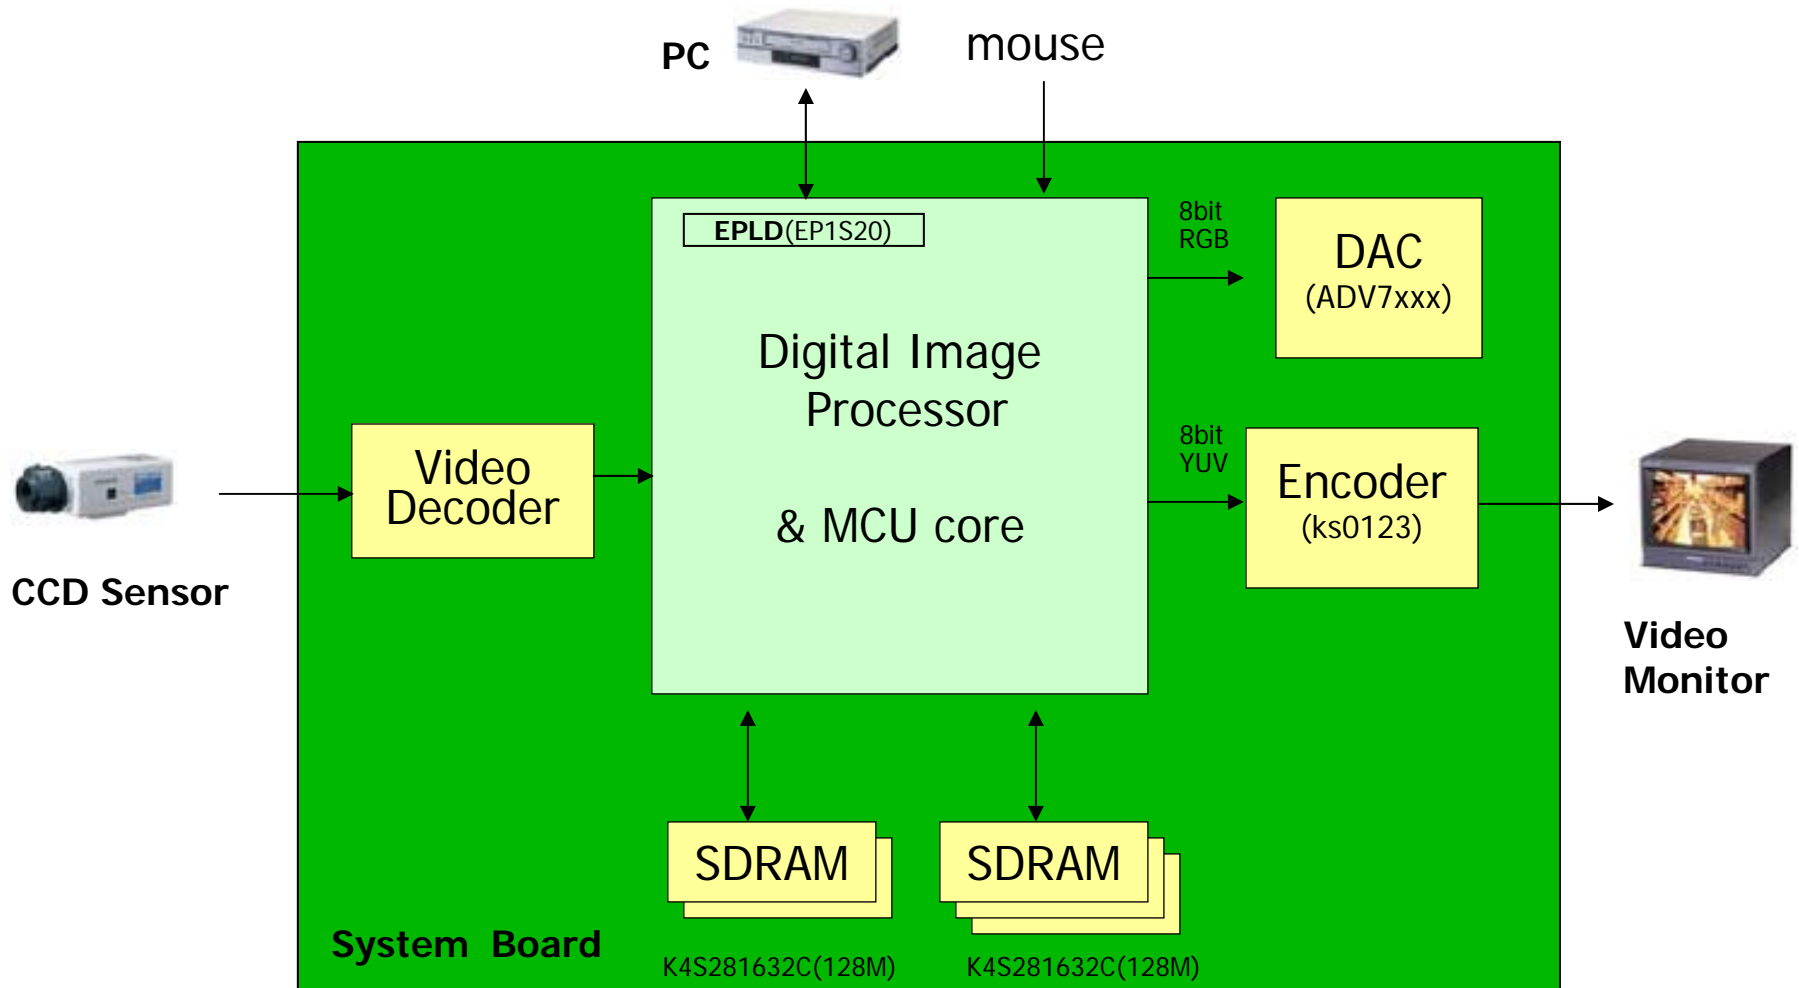 PC
mouse
EPLD(EP1S20)
8bit
RGB
DAC
(ADV7xxx)
Digital Image
Processor
& MCU core
Video
Decoder
8bit
YUV
Encoder
(ks0123)
CCD Sensor
Video
Monitor
SDRAM
SDRAM
System Board
K4S281632C(128M)
K4S281632C(128M)